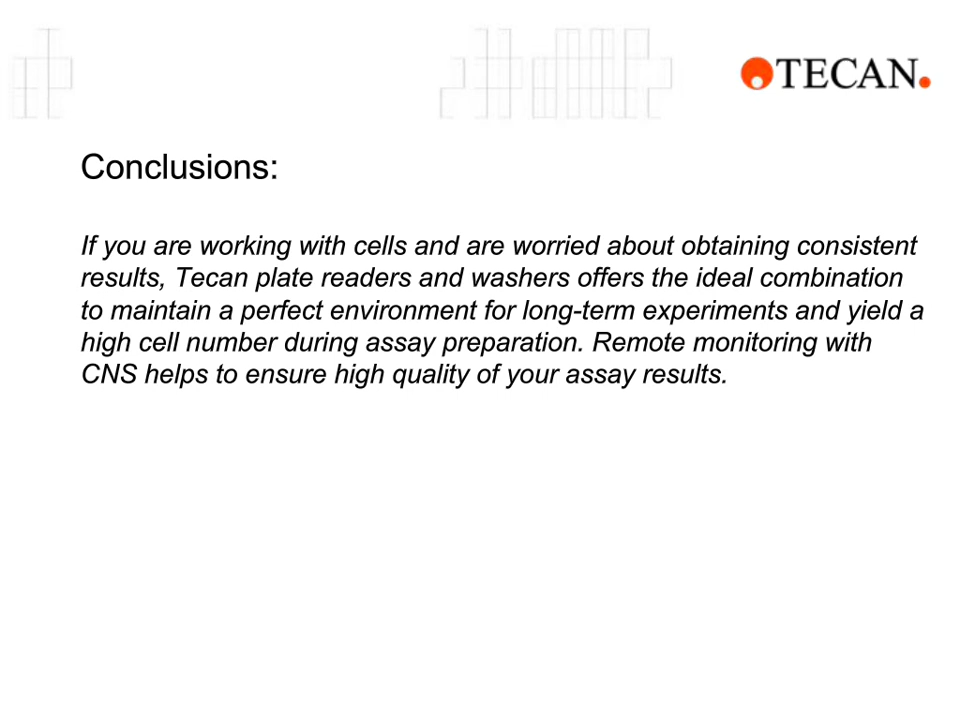 TECAN.
Conclusions:
If you are working with cells and are worried about obtaining consistent
results, Tecan plate readers and washers offers the ideal combination
to maintain a perfect environment for long-term experiments and yield a
high cell number during assay preparation. Remote monitoring with
CNS helps to ensure high quality of your assay results.